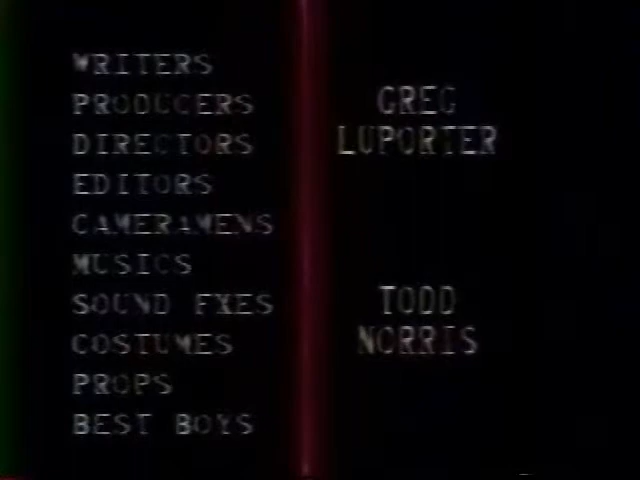 WRITERS
PRODUCERS
DIRECTORS
EDITORS
CAMERAMENS
MUSICS
SOUND FXES
COSTUMES
PROPS
BEST BOYS
GREG
LUPORTER
TODD
NORRIS